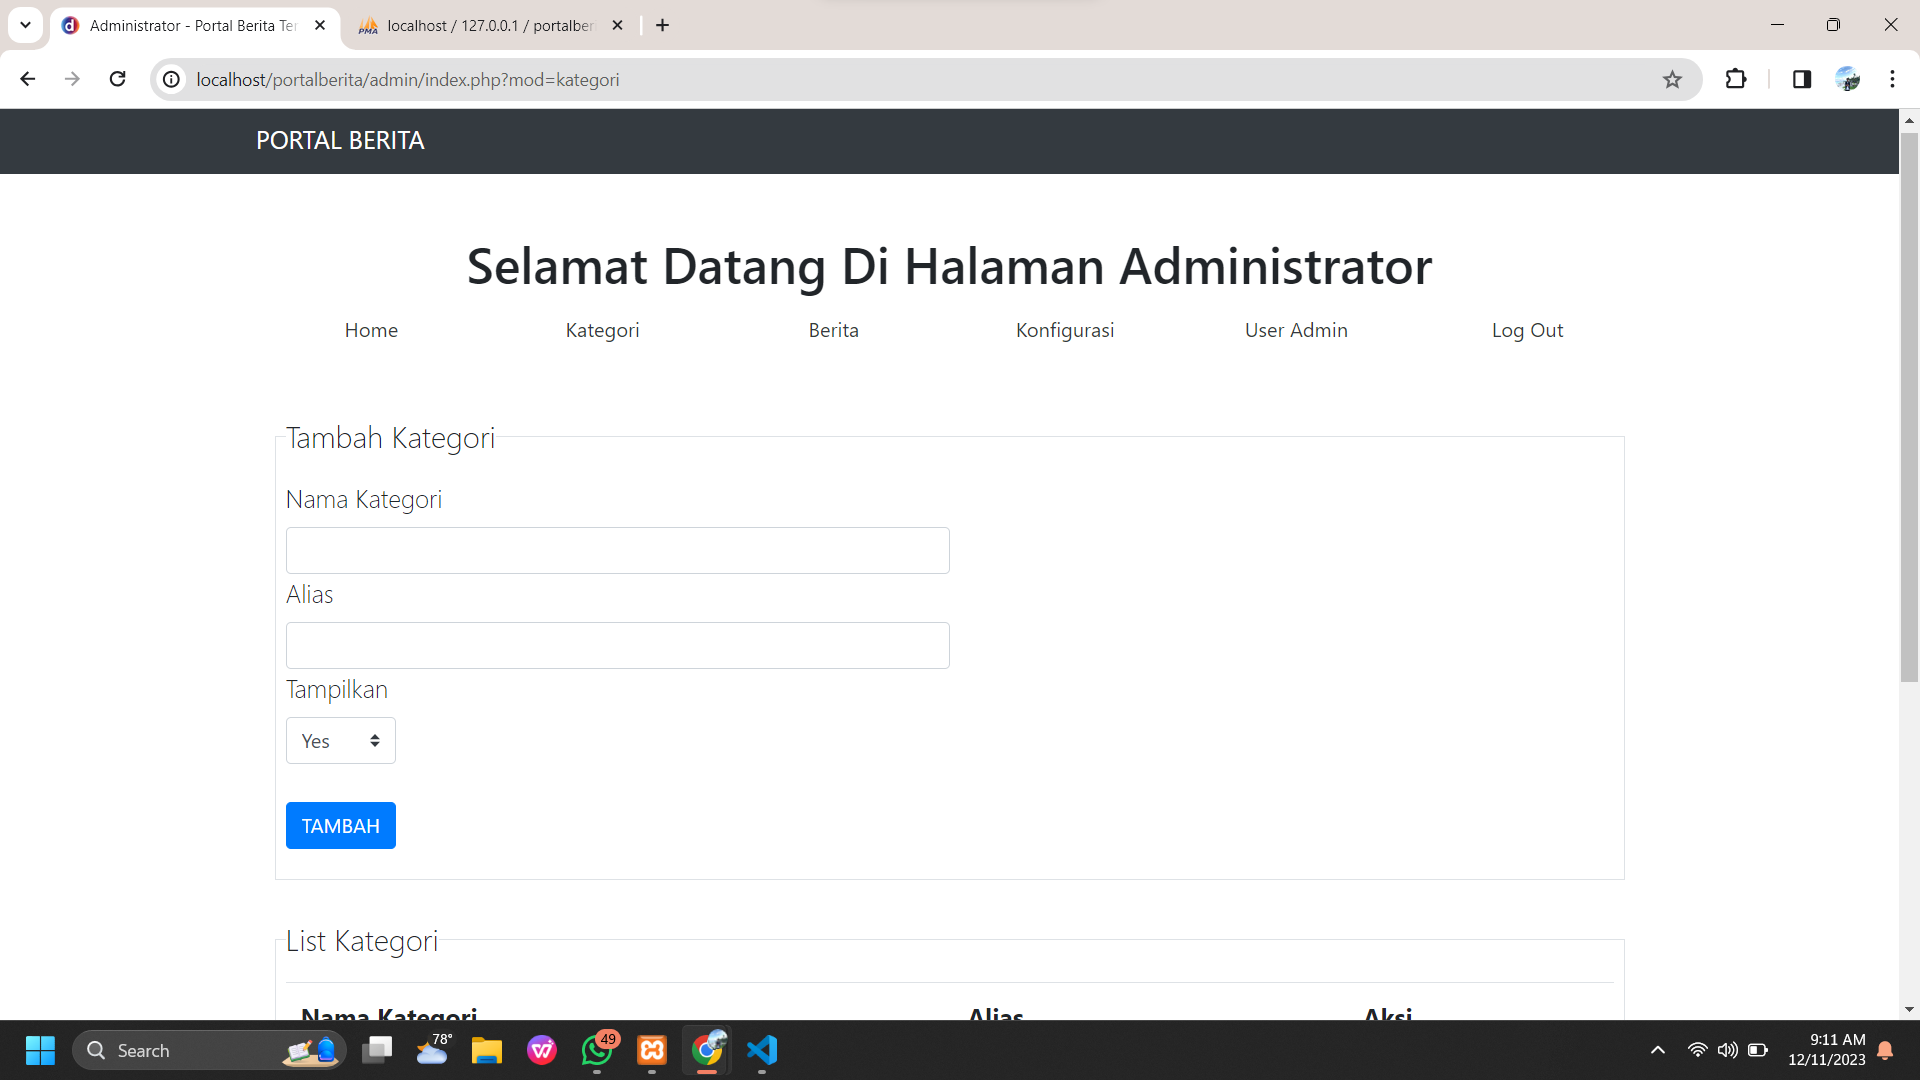 Administrator - Portal Berita Ter
localhost / 127.0.0.1 / portalber
localhost/portalberita/admin/index.php?mod=kategori
PORTAL BERITA
Selamat Datang Di Halaman Administrator
Home Kategori Berita Konfigurasi User Admin Log Out
Tambah Kategori
Nama Kategori
Alias
Tampilkan
Yes
TAMBAH
List Kategori
Nama Kategori Alias Aksi
Search
78°
49
9:11 AM
12/11/2023